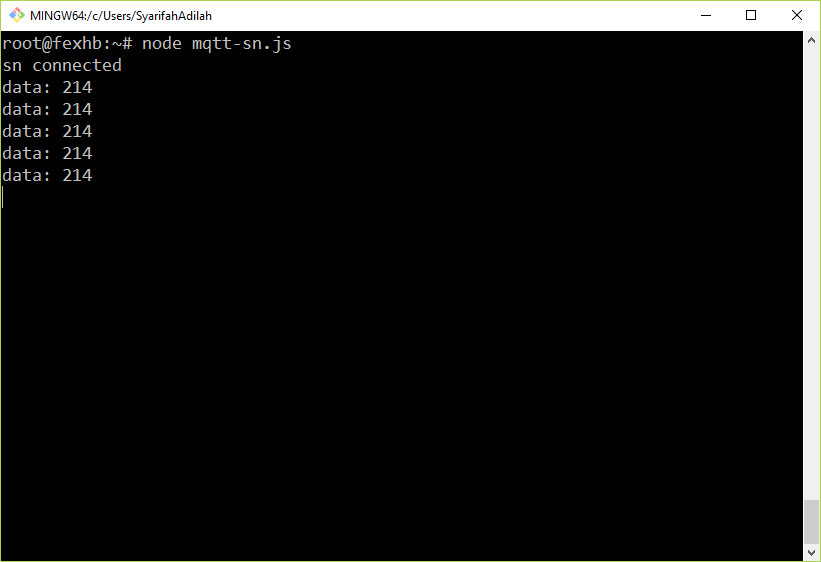 MINGW64:/c/Users/SyarifahAdilah
root@fexhb:~# node mqtt-sn.js
sn connected
data: 214
data: 214
data: 214
data: 214
data: 214